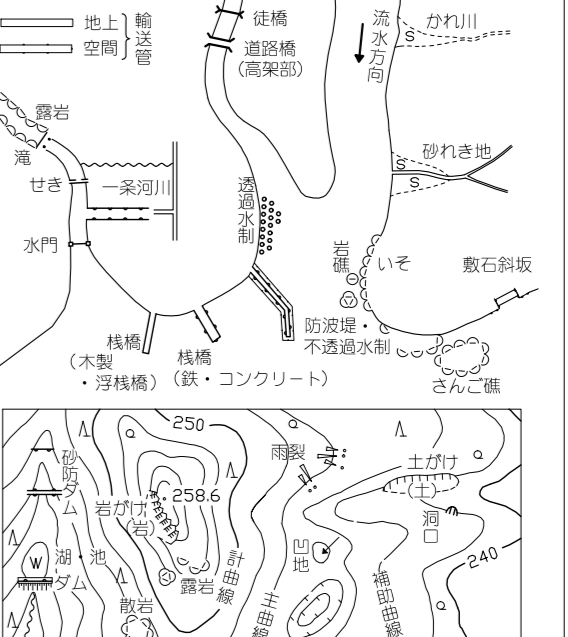 地上
空間
輸送管
徒橋
道路橋
(高架部)
流水方向
かれ川
S
露岩
滝
せき
一条河川
透過水制
砂れき地
S
S
水門
岩礁
いそ
敷石斜坂
桟橋
(木製
・浮桟橋)
桟橋
(鉄・コンクリート)
防波堤・
不透過水制
さんご礁
250
Q
Q
Q
Q
Q
砂防ダム
雨裂
土がけ
(土)
258.6
岩がけ
(岩)
洞口
W
湖・池
ダム
凹地
240
露岩
計曲線
主曲線
補助曲線
散岩